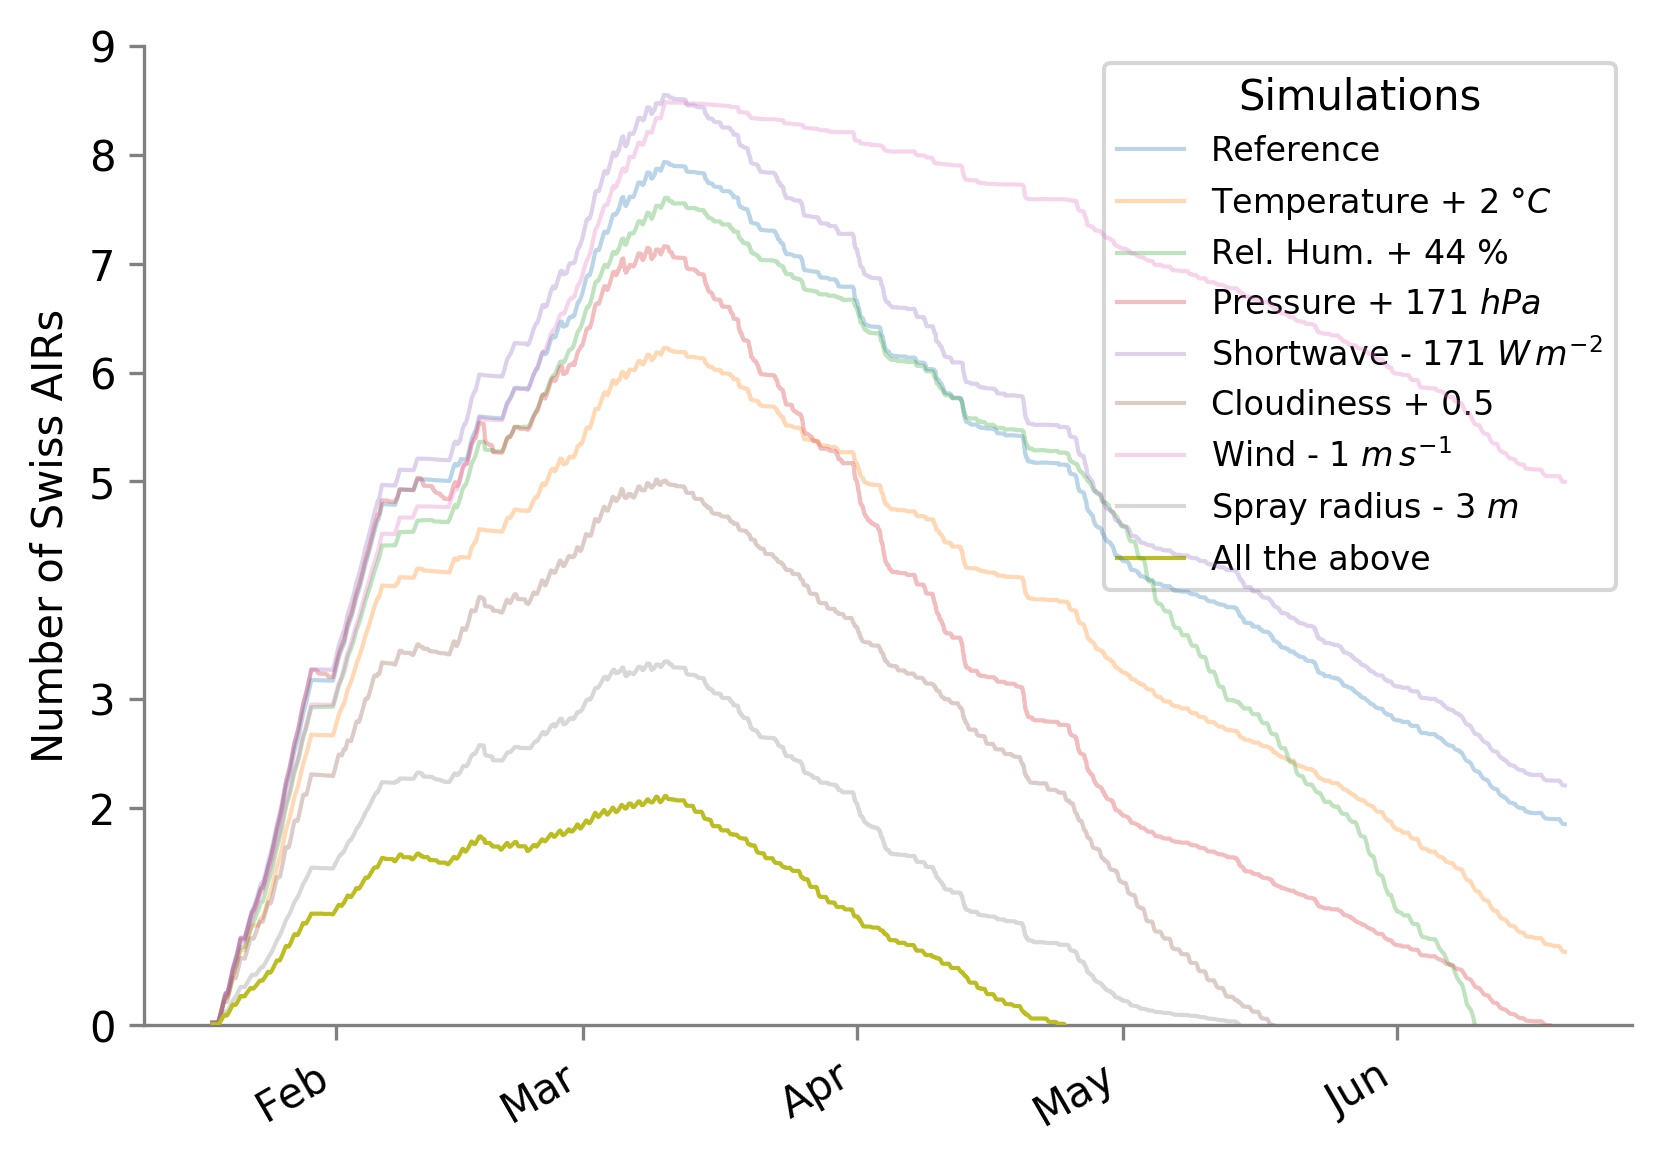 9
8
7
6
5
3
2
0
Number of Swiss AIRs
Feb
Mar
Apr
May
Jun
Simulations
Reference
Temperature + 2 °C
Rel. Hum. + 44 %
Pressure + 171 hPa
Shortwave - 171 W m⁻²
Cloudiness + 0.5
Wind - 1 m s⁻¹
Spray radius - 3 m
All the above